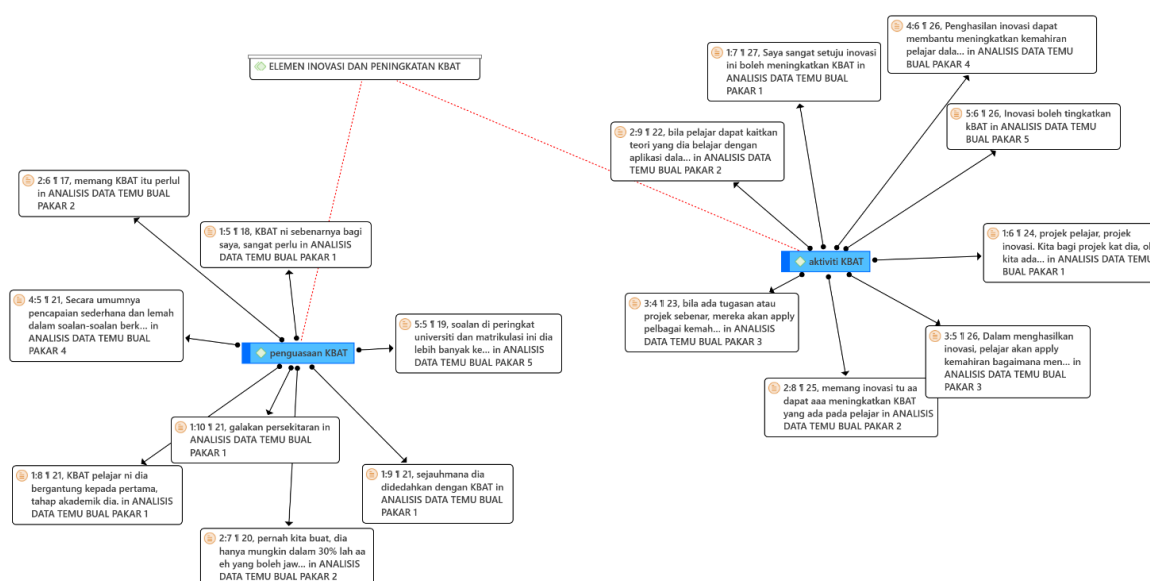 ELEMEN INOVASI DAN PENINGKATAN KBAT
2:6 ¶ 17, memang KBAT itu perlul
in ANALISIS DATA TEMU BUAL
PAKAR 2
1:5 ¶ 18, KBAT ni sebenarnya bagi
saya, sangat perlu in ANALISIS
DATA TEMU BUAL PAKAR 1
4:5 ¶ 21, Secara umumnya
pencapaian sederhana dan lemah
dalam soalan-soalan berk... in
ANALISIS DATA TEMU BUAL
PAKAR 4
penguasaan KBAT
5:5 ¶ 19, soalan di peringkat
universiti dan matrikulasi ini dia
lebih banyak ke... in ANALISIS
DATA TEMU BUAL PAKAR 5
1:10 ¶ 21, galakan persekitaran in
ANALISIS DATA TEMU BUAL
PAKAR 1
1:8 ¶ 21, KBAT pelajar ni dia
bergantung kepada pertama,
tahap akademik dia. in ANALISIS
DATA TEMU BUAL PAKAR 1
1:9 ¶ 21, sejauhmana dia
didedahkan dengan KBAT in
ANALISIS DATA TEMU BUAL
PAKAR 1
2:7 ¶ 20, pernah kita buat, dia
hanya mungkin dalam 30% lah aa
eh yang boleh jaw... in ANALISIS
DATA TEMU BUAL PAKAR 2
4:6 ¶ 26, Penghasilan inovasi dapat
membantu meningkatkan kemahiran
pelajar dala... in ANALISIS DATA TEMU
BUAL PAKAR 4
1:7 ¶ 27, Saya sangat setuju inovasi
ini boleh meningkatkan KBAT in
ANALISIS DATA TEMU BUAL
PAKAR 1
5:6 ¶ 26, Inovasi boleh tingkatkan
kBAT in ANALISIS DATA TEMU
BUAL PAKAR 5
2:9 ¶ 22, bila pelajar dapat kaitkan
teori yang dia belajar dengan
aplikasi dala... in ANALISIS DATA
TEMU BUAL PAKAR 2
aktiviti KBAT
1:6 ¶ 24, projek pelajar, projek
inovasi. Kita bagi projek kat dia,
kita ada... in ANALISIS DATA TEMU
BUAL PAKAR 1
3:4 ¶ 23, bila ada tugasan atau
projek sebenar, mereka akan apply
pelbagai kemah... in ANALISIS
DATA TEMU BUAL PAKAR 3
3:5 ¶ 26, Dalam menghasilkan
inovasi, pelajar akan apply
kemahiran bagaimana men... in
ANALISIS DATA TEMU BUAL
PAKAR 3
2:8 ¶ 25, memang inovasi tu aa
dapat aaa meningkatkan KBAT
yang ada pada pelajar in ANALISIS
DATA TEMU BUAL PAKAR 2